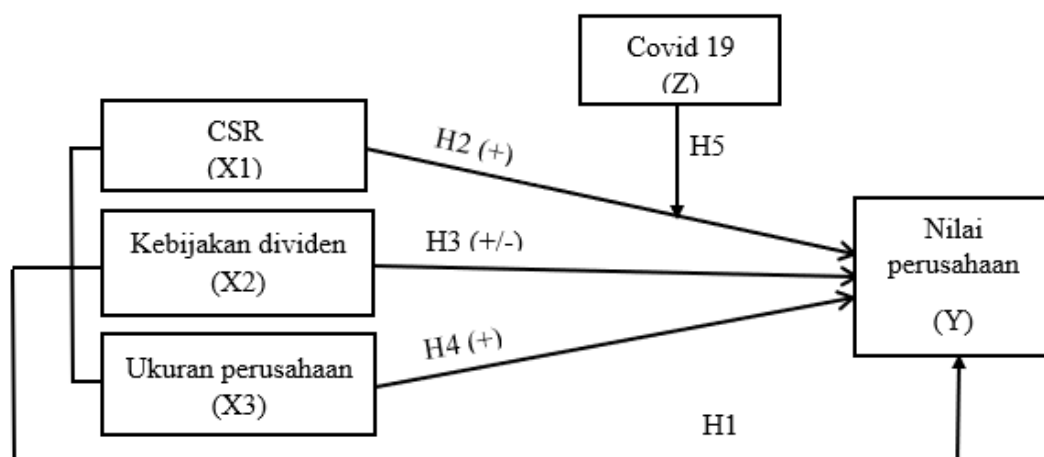 Covid 19
(Z)
CSR
(X1)
H2 (+)
H5
Kebijakan dividen
(X2)
H3 (+/-)
Nilai
perusahaan
(Y)
Ukuran perusahaan
(X3)
H4 (+)
H1